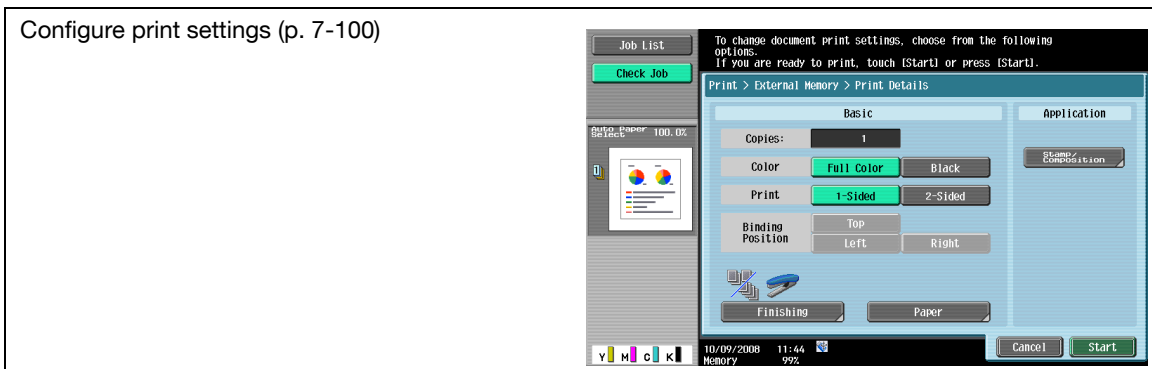 Configure print settings (p. 7-100)
Job List
Check Job
To change document print settings, choose from the following
options.
If you are ready to print, touch [Start] or press [Start].
Print > External Memory > Print Details
Auto Paper
Select 100.0%
Basic
Application
Copies: 1
Color Full Color Black
Stamp/
Composition
Print 1-Sided 2-Sided
Binding
Position
Top
Left Right
Finishing Paper
Y M C K
10/09/2008 11:44
Memory 99%
Cancel Start